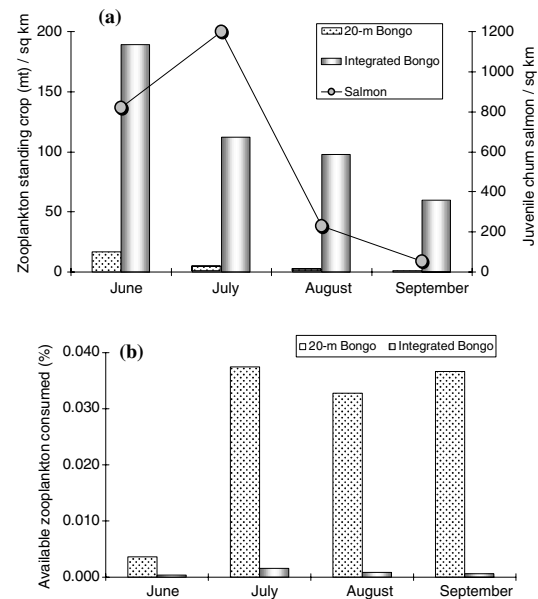 (a)
20-m Bongo
Integrated Bongo
Salmon
Zooplankton standing crop (mt) / sq km
200
150
100
50
0
Juvenile chum salmon / sq km
1200
1000
800
600
400
200
0
June July August September
(b)
20-m Bongo Integrated Bongo
Available zooplankton consumed (%)
0.040
0.030
0.020
0.010
0.000
June July August September